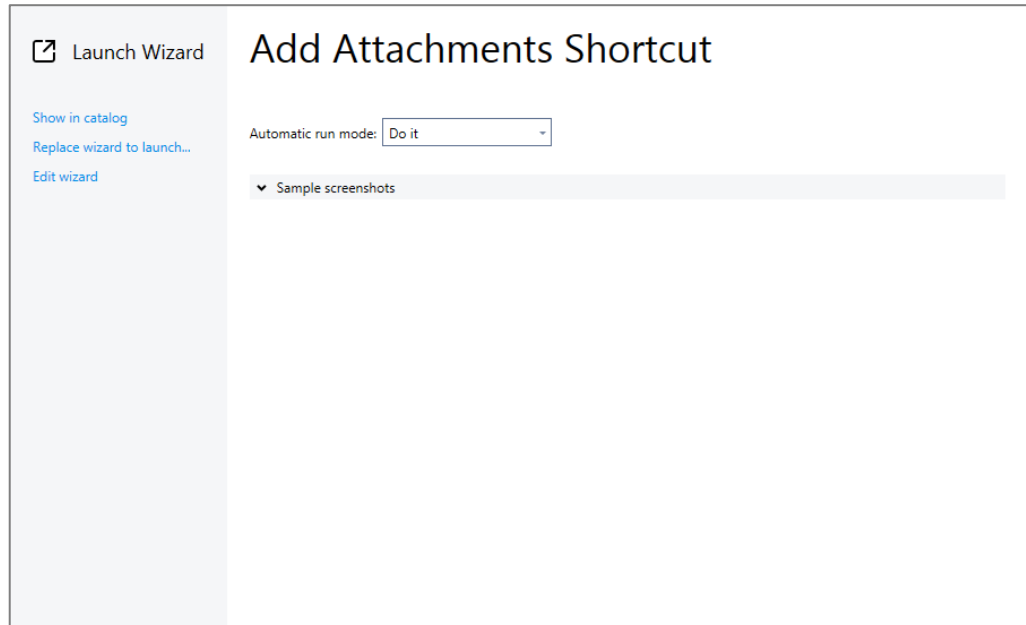 Launch Wizard
Show in catalog
Replace wizard to launch...
Edit wizard
Add Attachments Shortcut
Automatic run mode: Do it
Sample screenshots